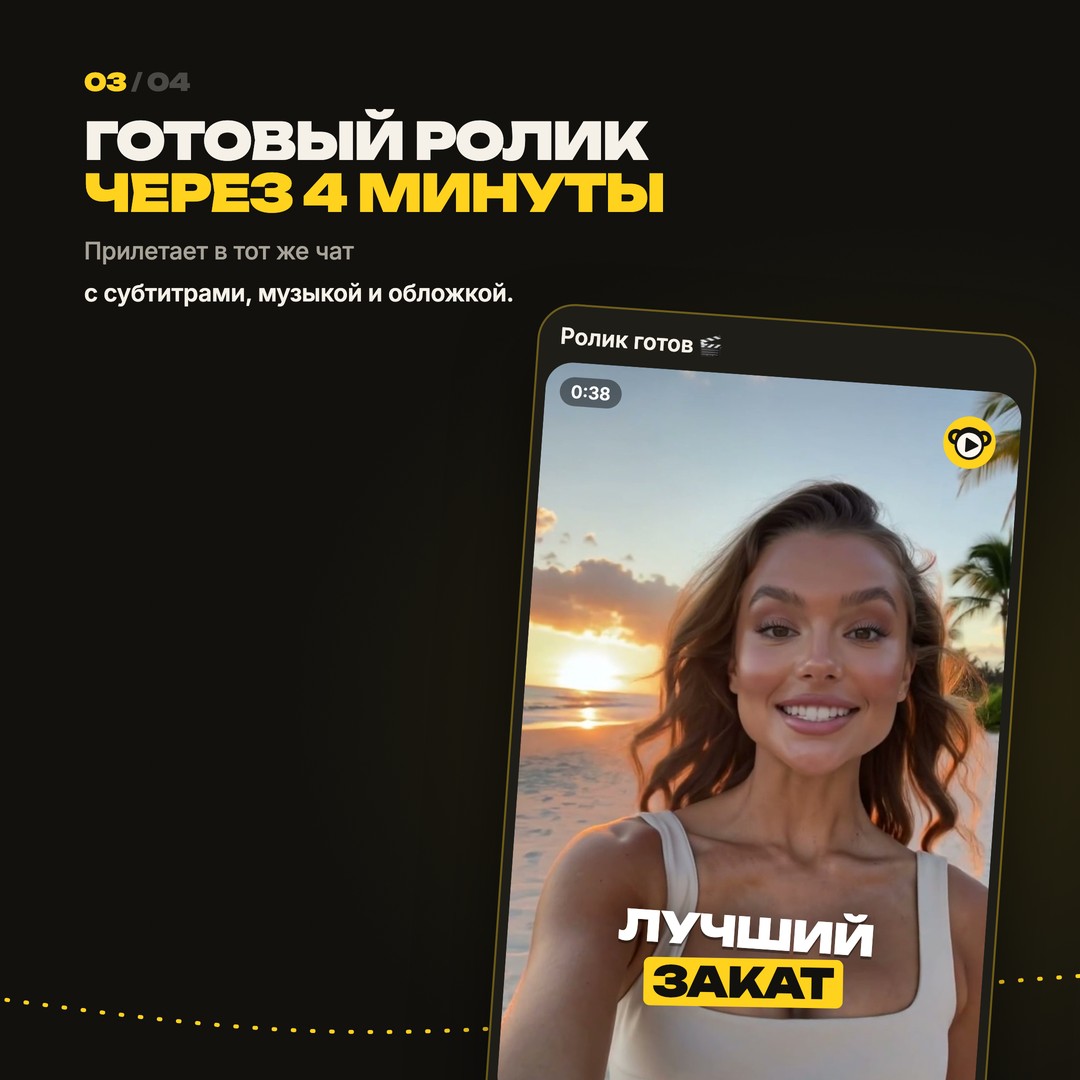 03 / 04
ГОТОВЫЙ РОЛИК
ЧЕРЕЗ 4 МИНУТЫ
Прилетает в тот же чат
с субтитрами, музыкой и обложкой.
Ролик готов 🎬
0:38
ЛУЧШИЙ
ЗАКАТ